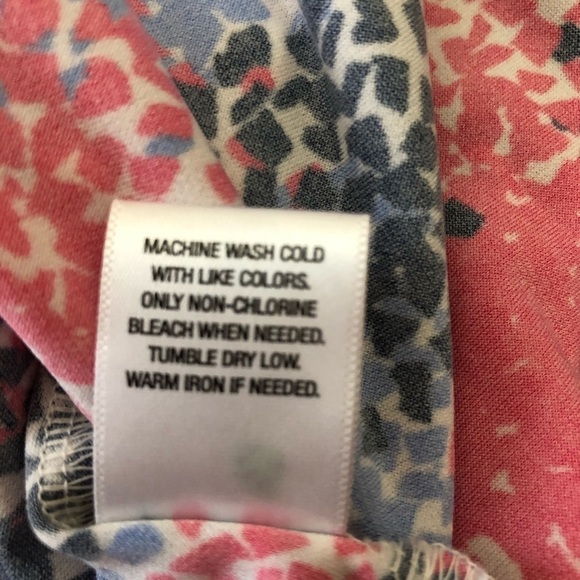 MACHINE WASH COLD
WITH LIKE COLORS.
ONLY NON-CHLORINE
BLEACH WHEN NEEDED.
TUMBLE DRY LOW.
WARM IRON IF NEEDED.